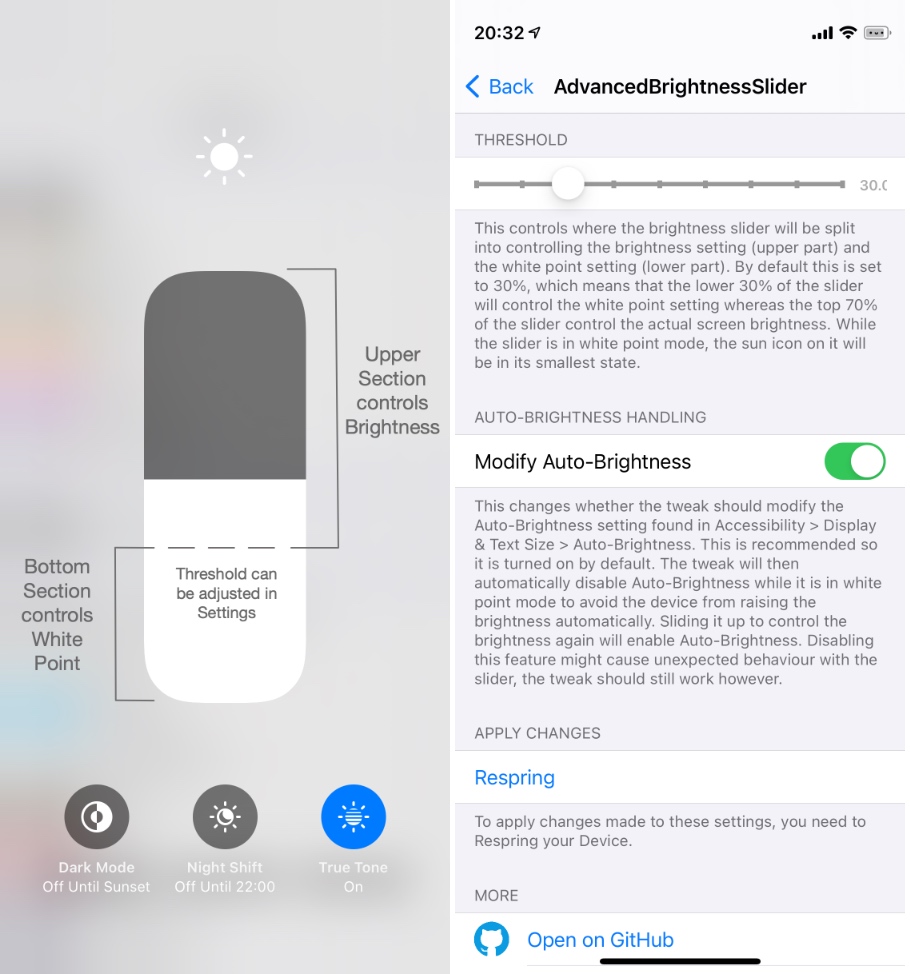 Upper
Section
controls
Brightness
Bottom
Section
controls
White
Point
Threshold can
be adjusted in
Settings
Dark Mode
Off Until Sunset
Night Shift
Off Until 22:00
True Tone
On
20:32
Back
AdvancedBrightnessSlider
THRESHOLD
30.0
This controls where the brightness slider will be split
into controlling the brightness setting (upper part) and
the white point setting (lower part). By default this is set
to 30%, which means that the lower 30% of the slider
will control the white point setting whereas the top 70%
of the slider control the actual screen brightness. While
the slider is in white point mode, the sun icon on it will
be in its smallest state.
AUTO-BRIGHTNESS HANDLING
Modify Auto-Brightness
This changes whether the tweak should modify the
Auto-Brightness setting found in Accessibility > Display
& Text Size > Auto-Brightness. This is recommended so
it is turned on by default. The tweak will then
automatically disable Auto-Brightness while it is in white
point mode to avoid the device from raising the
brightness automatically. Sliding it up to control the
brightness again will enable Auto-Brightness. Disabling
this feature might cause unexpected behaviour with the
slider, the tweak should still work however.
APPLY CHANGES
Respring
To apply changes made to these settings, you need to
Respring your Device.
MORE
Open on GitHub